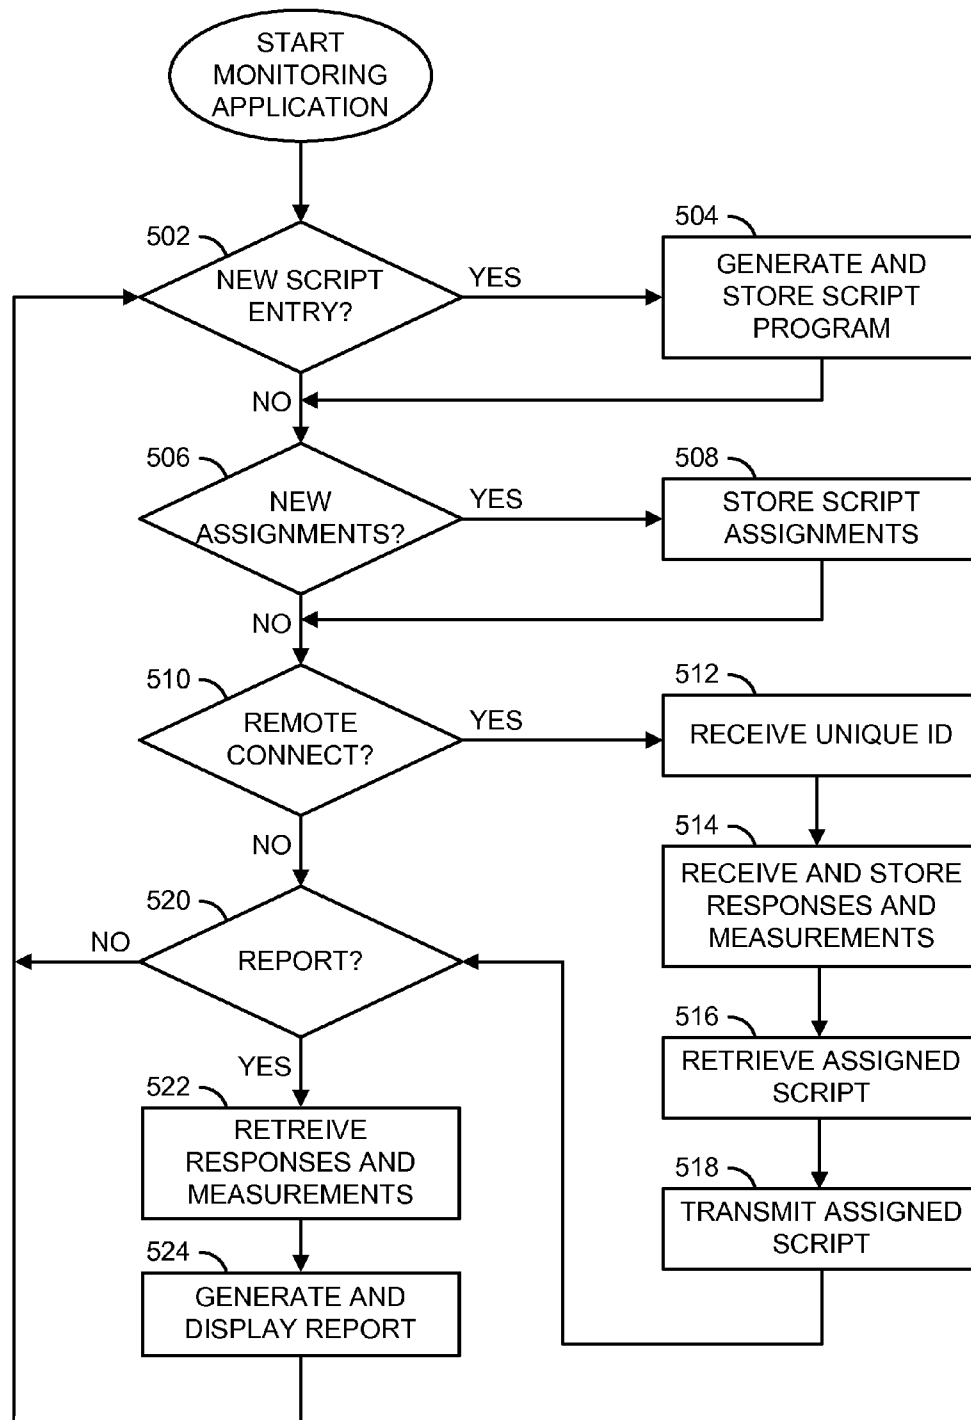 START
MONITORING
APPLICATION
502
NEW SCRIPT
ENTRY?
YES
504
GENERATE AND
STORE SCRIPT
PROGRAM
NO
506
NEW
ASSIGNMENTS?
YES
508
STORE SCRIPT
ASSIGNMENTS
NO
510
REMOTE
CONNECT?
YES
512
RECEIVE UNIQUE ID
NO
514
RECEIVE AND STORE
RESPONSES AND
MEASUREMENTS
520
REPORT?
NO
516
RETRIEVE ASSIGNED
SCRIPT
YES
522
RETREIVE
RESPONSES AND
MEASUREMENTS
518
TRANSMIT ASSIGNED
SCRIPT
524
GENERATE AND
DISPLAY REPORT